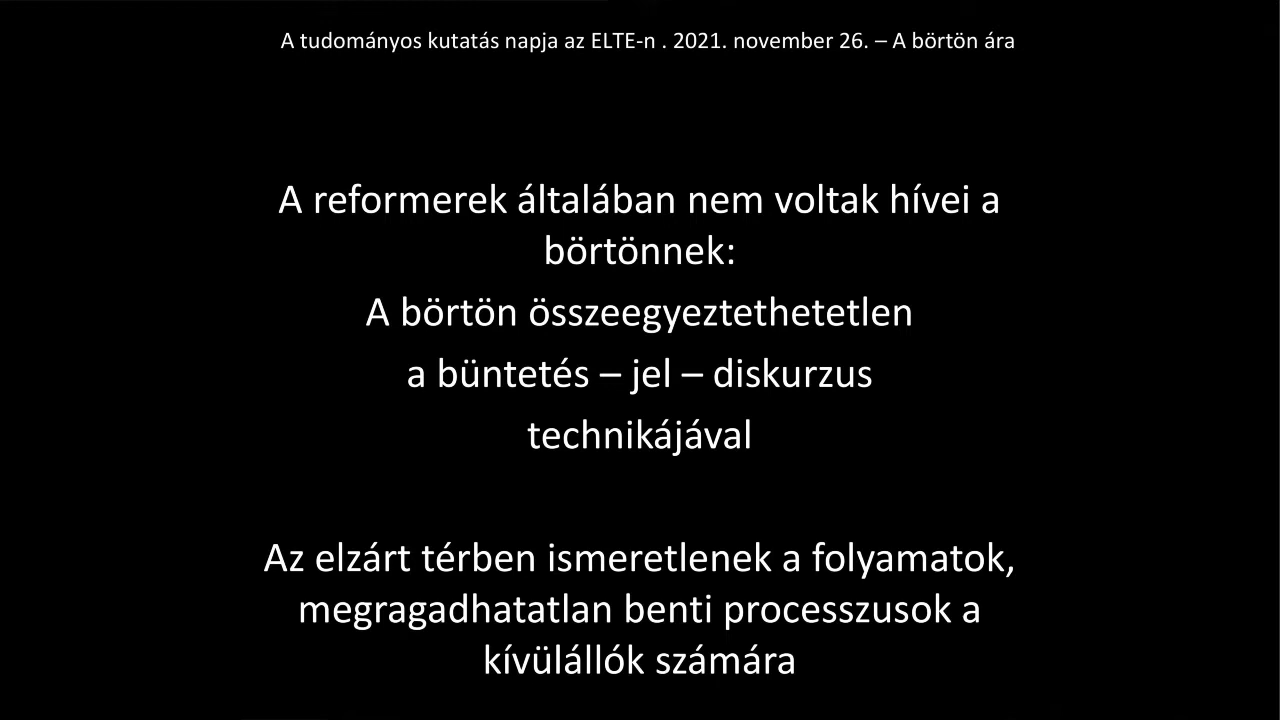 A tudományos kutatás napja az ELTE-n . 2021. november 26. – A börtön ára
A reformerek általában nem voltak hívei a
börtönnek:
A börtön összeegyeztethetetlen
a büntetés – jel – diskurzus
technikájával
Az elzárt térben ismeretlenek a folyamatok,
megragadhatatlan benti processzusok a
kívülállók számára